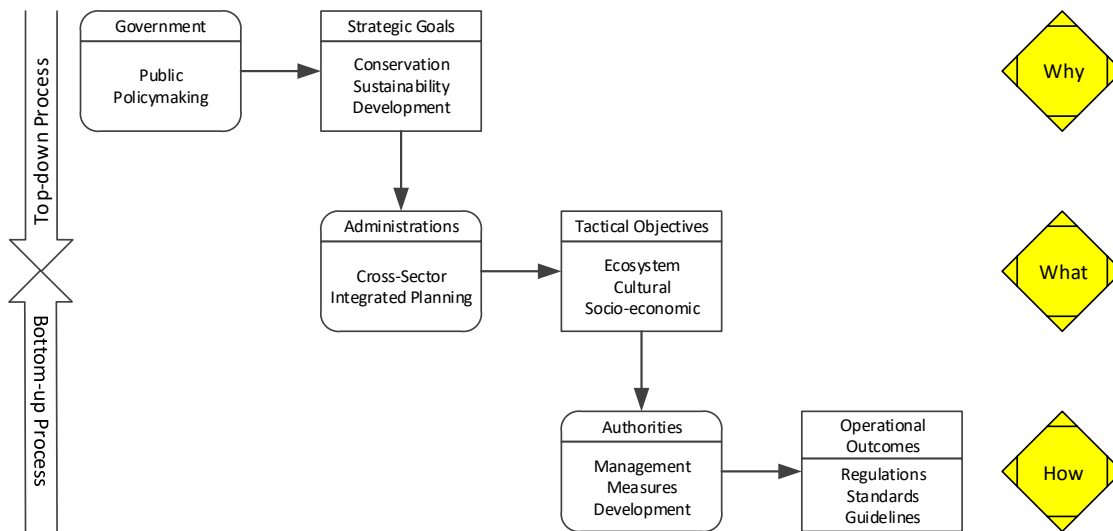 Government
Public
Policymaking
Strategic Goals
Conservation
Sustainability
Development
Why
Top-down Process
Administrations
Cross-Sector
Integrated Planning
Tactical Objectives
Ecosystem
Cultural
Socio-economic
What
Bottom-up Process
Authorities
Management
Measures
Development
Operational
Outcomes
Regulations
Standards
Guidelines
How